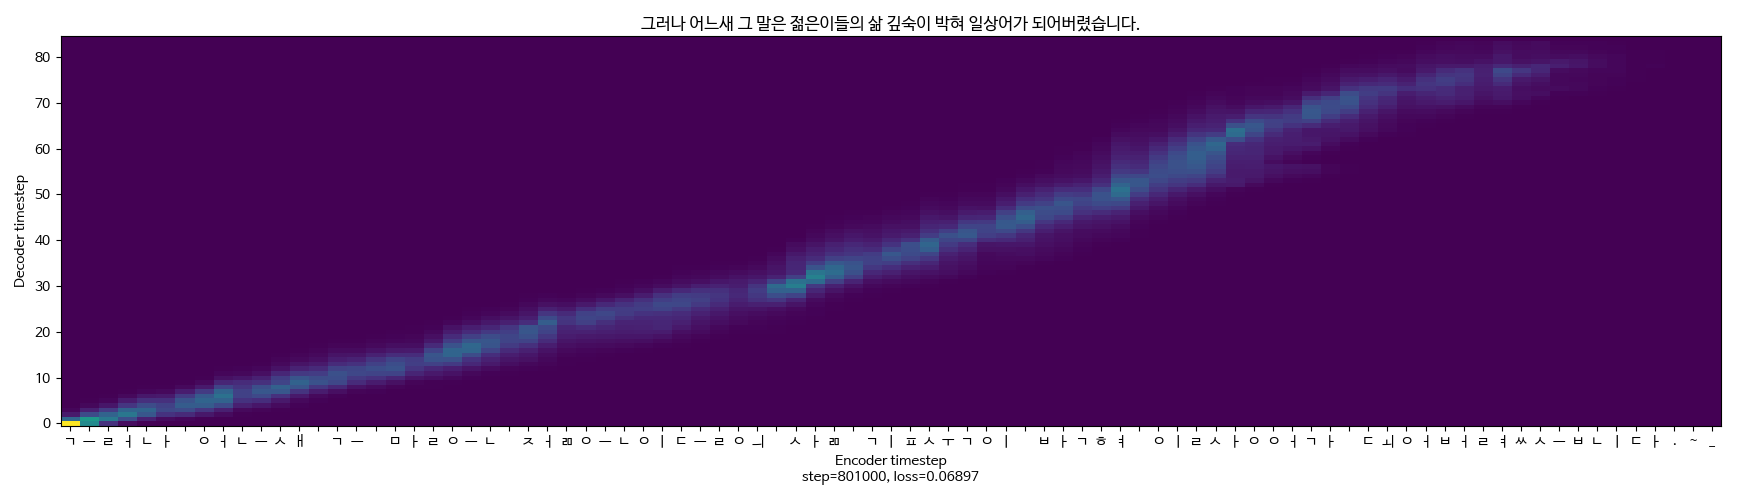 그러나 어느새 그 말은 젊은이들의 삶 깊숙이 박혀 일상어가 되어버렸습니다.
80
70
60
50
40
30
20
10
0
Decoder timestep
ㄱ ㅡ ㄹ ㅓ ㄴ ㅏ ㅇ ㅓ ㄴ ㅡ ㅅ ㅐ ㄱ ㅡ ㅁ ㅏ ㄹ ㅇ ㅡ ㄴ ㅈ ㅓ ㄻ ㅇ ㅡ ㄴ ㅇ ㅣ ㄷ ㅡ ㄹ ㅇ ㅢ ㅅ ㅏ ㄻ ㄱ ㅣ ㅍ ㅅ ㅜ ㄱ ㅇ ㅣ ㅂ ㅏ ㄱ ㅎ ㅕ ㅇ ㅣ ㄹ ㅅ ㅏ ㅇ ㅇ ㅓ ㄱ ㅏ ㄷ ㅚ ㅇ ㅓ ㅂ ㅓ ㄹ ㅕ ㅆ ㅅ ㅡ ㅂ ㄴ ㅣ ㄷ ㅏ . ~ _
Encoder timestep
step=801000, loss=0.06897